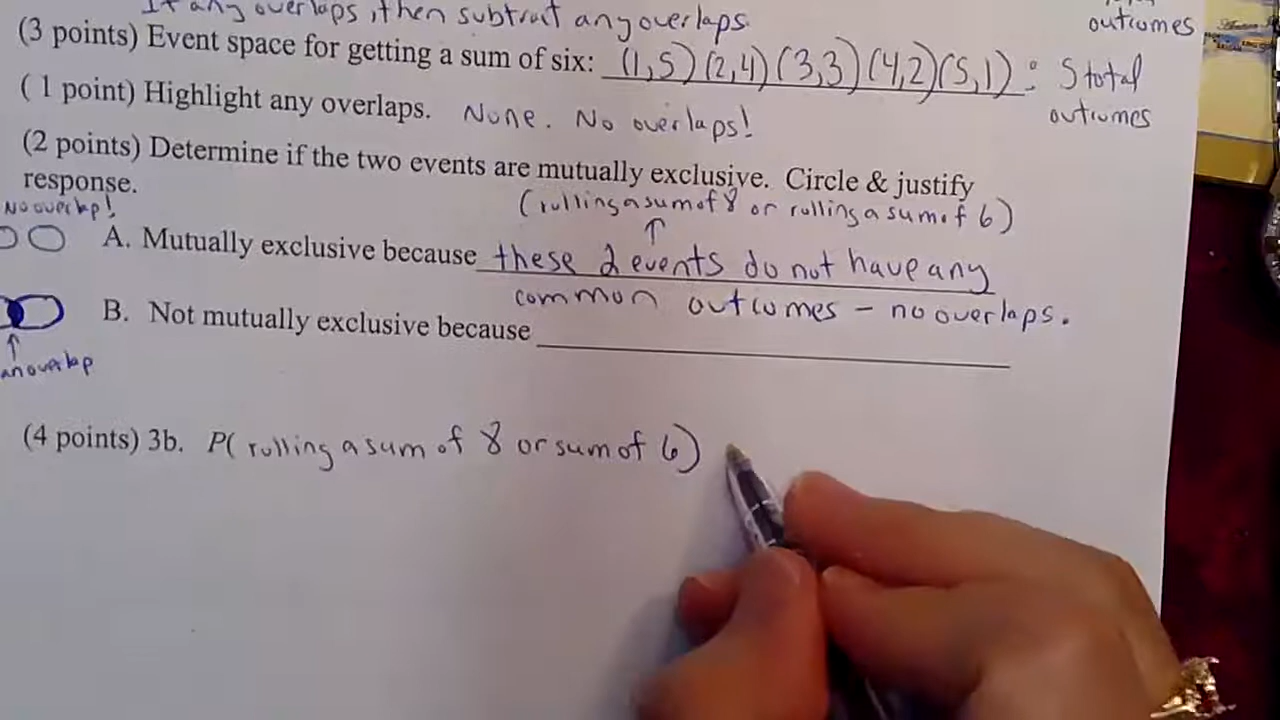 If any overlaps, then subtract any overlaps.
outcomes
(3 points) Event space for getting a sum of six: (1,5) (2,4) (3,3) (4,2) (5,1) : 5 total
outcomes
( 1 point) Highlight any overlaps. None. No overlaps!
(2 points) Determine if the two events are mutually exclusive. Circle & justify
response.
No overlap!
(rolling a sum of 8 or rolling a sum of 6)
A. Mutually exclusive because these 2 events do not have any
common outcomes - no overlaps.
B. Not mutually exclusive because
an overlap
(4 points) 3b. P( rolling a sum of 8 or sum of 6)